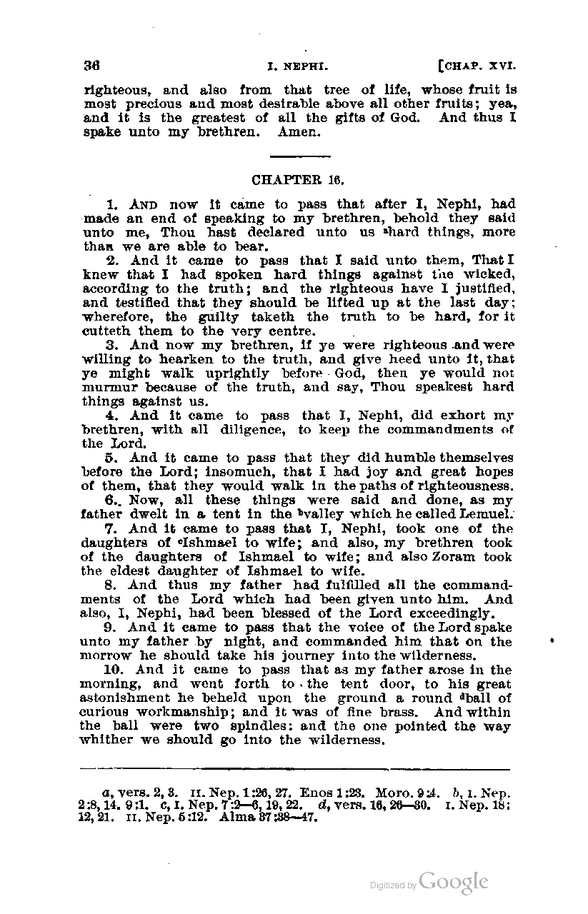 36 I. NEPHI. [CHAP. XVI.
righteous, and also from that tree of life, whose fruit is
most precious and most desirable above all other fruits; yea,
and it is the greatest of all the gifts of God. And thus I
spake unto my brethren. Amen.
CHAPTER 16.
1. AND now it came to pass that after I, Nephi, had
made an end of speaking to my brethren, behold they said
unto me, Thou hast declared unto us ᵃhard things, more
than we are able to bear.
2. And it came to pass that I said unto them, That I
knew that I had spoken hard things against the wicked,
according to the truth; and the righteous have I justified,
and testified that they should be lifted up at the last day;
wherefore, the guilty taketh the truth to be hard, for it
cutteth them to the very centre.
3. And now my brethren, if ye were righteous and were
willing to hearken to the truth, and give heed unto it, that
ye might walk uprightly before God, then ye would not
murmur because of the truth, and say, Thou speakest hard
things against us.
4. And it came to pass that I, Nephi, did exhort my
brethren, with all diligence, to keep the commandments of
the Lord.
5. And it came to pass that they did humble themselves
before the Lord; insomuch, that I had joy and great hopes
of them, that they would walk in the paths of righteousness.
6. Now, all these things were said and done, as my
father dwelt in a tent in the ᵇvalley which he called Lemuel.
7. And it came to pass that I, Nephi, took one of the
daughters of ᶜIshmael to wife; and also, my brethren took
of the daughters of Ishmael to wife; and also Zoram took
the eldest daughter of Ishmael to wife.
8. And thus my father had fulfilled all the command-
ments of the Lord which had been given unto him. And
also, I, Nephi, had been blessed of the Lord exceedingly.
9. And it came to pass that the voice of the Lord spake
unto my father by night, and commanded him that on the
morrow he should take his journey into the wilderness.
10. And it came to pass that as my father arose in the
morning, and went forth to the tent door, to his great
astonishment he beheld upon the ground a round ᵈball of
curious workmanship; and it was of fine brass. And within
the ball were two spindles; and the one pointed the way
whither we should go into the wilderness.
a, vers. 2, 3. II. Nep. 1:26, 27. Enos 1:23. Moro. 9:4. b, I. Nep.
2:8, 14. 9:1. c, I. Nep. 7:2—6, 19, 22. d, vers. 16, 26—30. I. Nep. 18:
12, 21. II. Nep. 5:12. Alma 37:38—47.
Digitized by Google